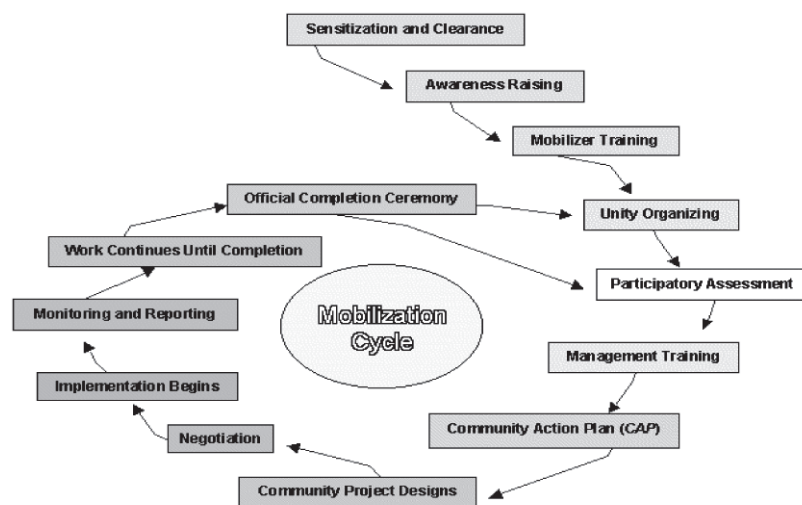 Sensitization and Clearance
Awareness Raising
Mobilizer Training
Official Completion Ceremony
Unity Organizing
Work Continues Until Completion
Participatory Assessment
Mobilization
Cycle
Monitoring and Reporting
Management Training
Implementation Begins
Community Action Plan (CAP)
Negotiation
Community Project Designs